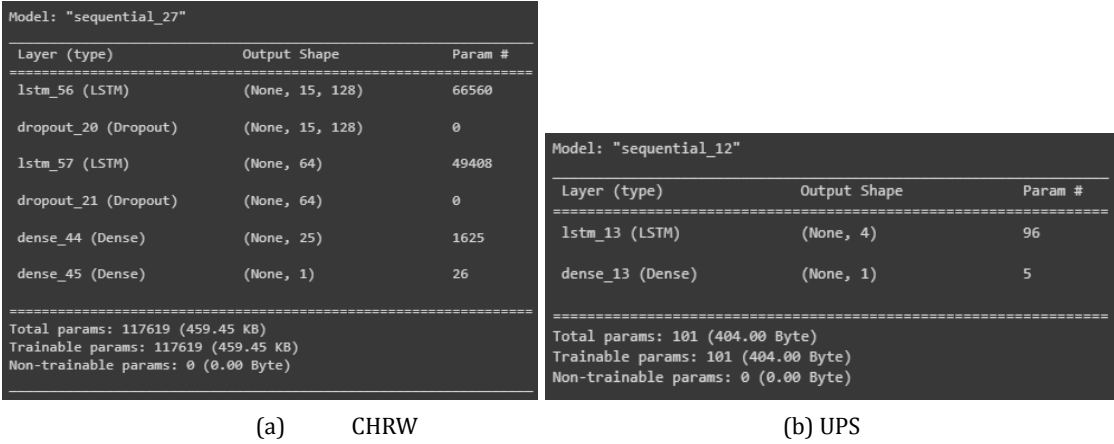 Model: "sequential_27"
Layer (type) Output Shape Param #
lstm_56 (LSTM) (None, 15, 128) 66560
dropout_20 (Dropout) (None, 15, 128) 0
lstm_57 (LSTM) (None, 64) 49408
dropout_21 (Dropout) (None, 64) 0
dense_44 (Dense) (None, 25) 1625
dense_45 (Dense) (None, 1) 26
Total params: 117619 (459.45 KB)
Trainable params: 117619 (459.45 KB)
Non-trainable params: 0 (0.00 Byte)
(a) CHRW
Model: "sequential_12"
Layer (type) Output Shape Param #
lstm_13 (LSTM) (None, 4) 96
dense_13 (Dense) (None, 1) 5
Total params: 101 (404.00 Byte)
Trainable params: 101 (404.00 Byte)
Non-trainable params: 0 (0.00 Byte)
(b) UPS